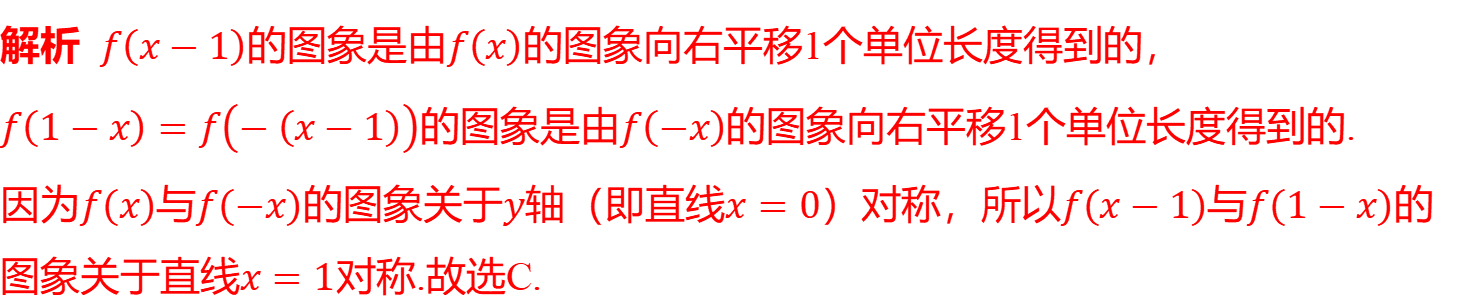 解析 f(x − 1)的图象是由f(x)的图象向右平移1个单位长度得到的，
f(1 − x) = f(− (x − 1))的图象是由f(−x)的图象向右平移1个单位长度得到的.
因为f(x)与f(−x)的图象关于y轴（即直线x = 0）对称，所以f(x − 1)与f(1 − x)的
图象关于直线x = 1对称.故选C.